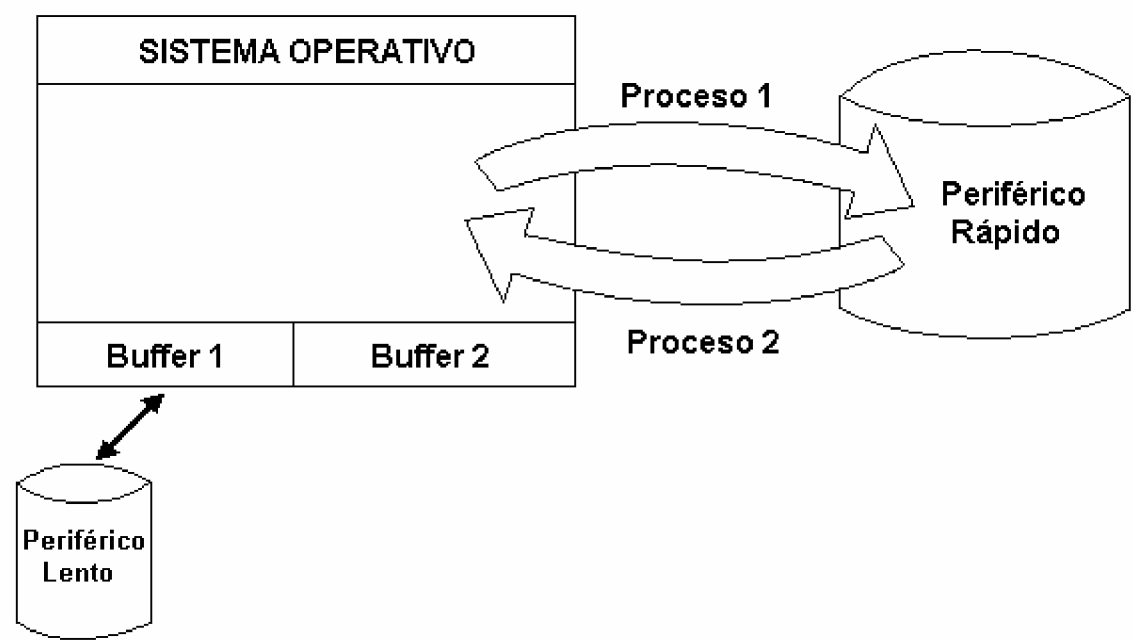 SISTEMA OPERATIVO
Proceso 1
Periférico
Rápido
Proceso 2
Buffer 1
Buffer 2
Periférico
Lento